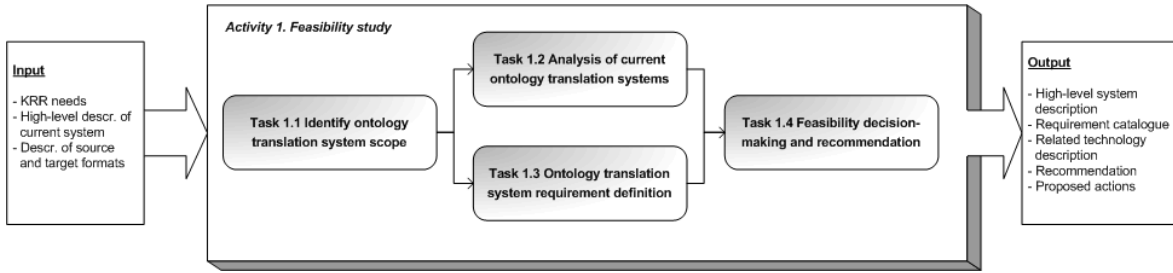 Activity 1. Feasibility study
Input
- KRR needs
- High-level descr. of
current system
- Descr. of source
and target formats
Task 1.1 Identify ontology
translation system scope
Task 1.2 Analysis of current
ontology translation systems
Task 1.3 Ontology translation
system requirement definition
Task 1.4 Feasibility decision-
making and recommendation
Output
- High-level system
description
- Requirement catalogue
- Related technology
description
- Recommendation
- Proposed actions